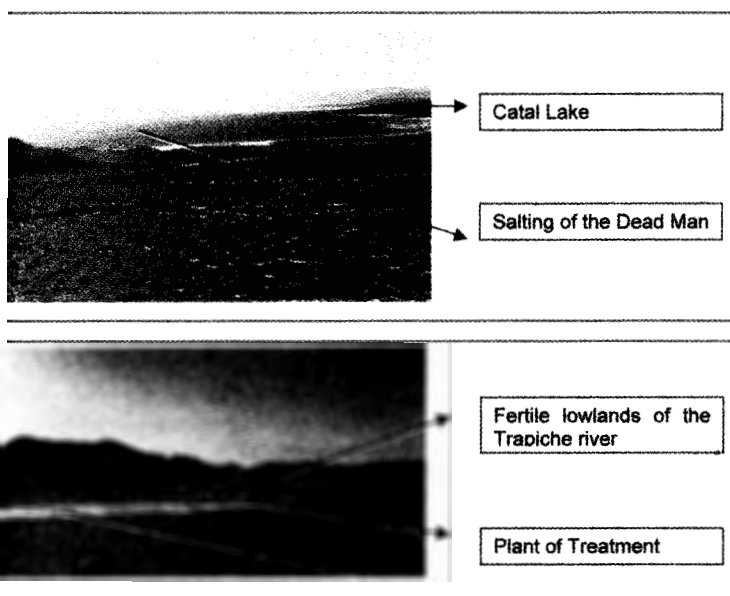 Catal Lake
Salting of the Dead Man
Fertile lowlands of the
Trapiche river
Plant of Treatment